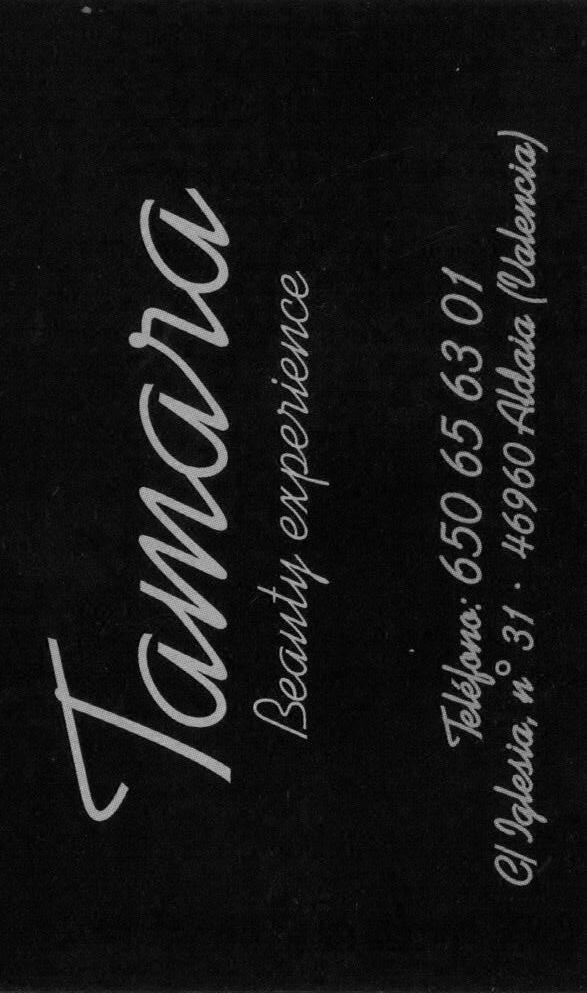 Tamara
Beauty experience
Teléfono: 650 65 63 01
C/ Iglesia, nº 31 · 46960 Aldaia (Valencia)